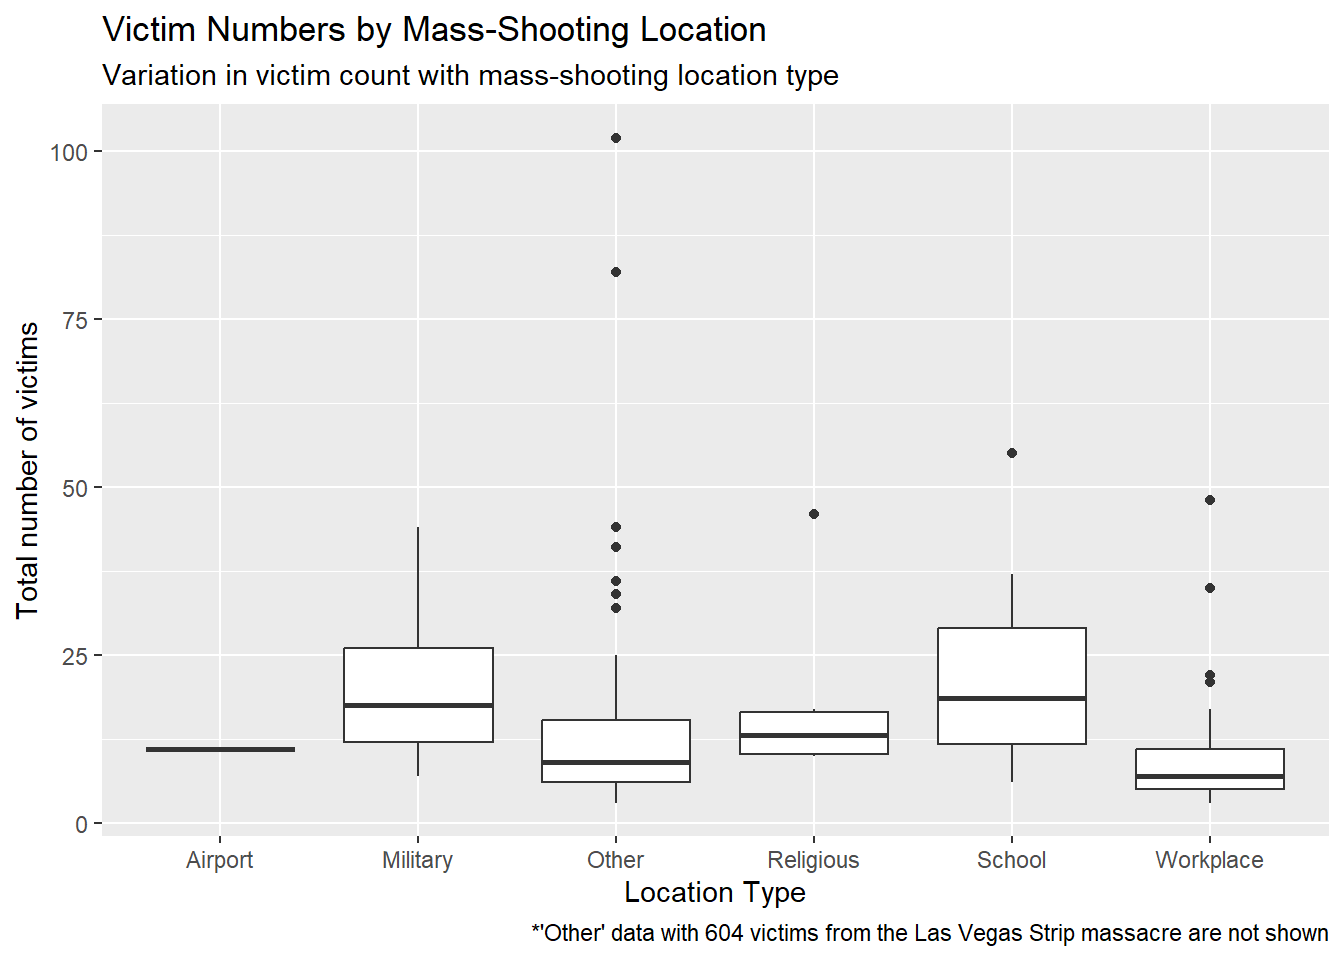 Victim Numbers by Mass-Shooting Location
Variation in victim count with mass-shooting location type
Total number of victims
100
75
50
25
0
Airport Military Other Religious School Workplace
Location Type
*'Other' data with 604 victims from the Las Vegas Strip massacre are not shown